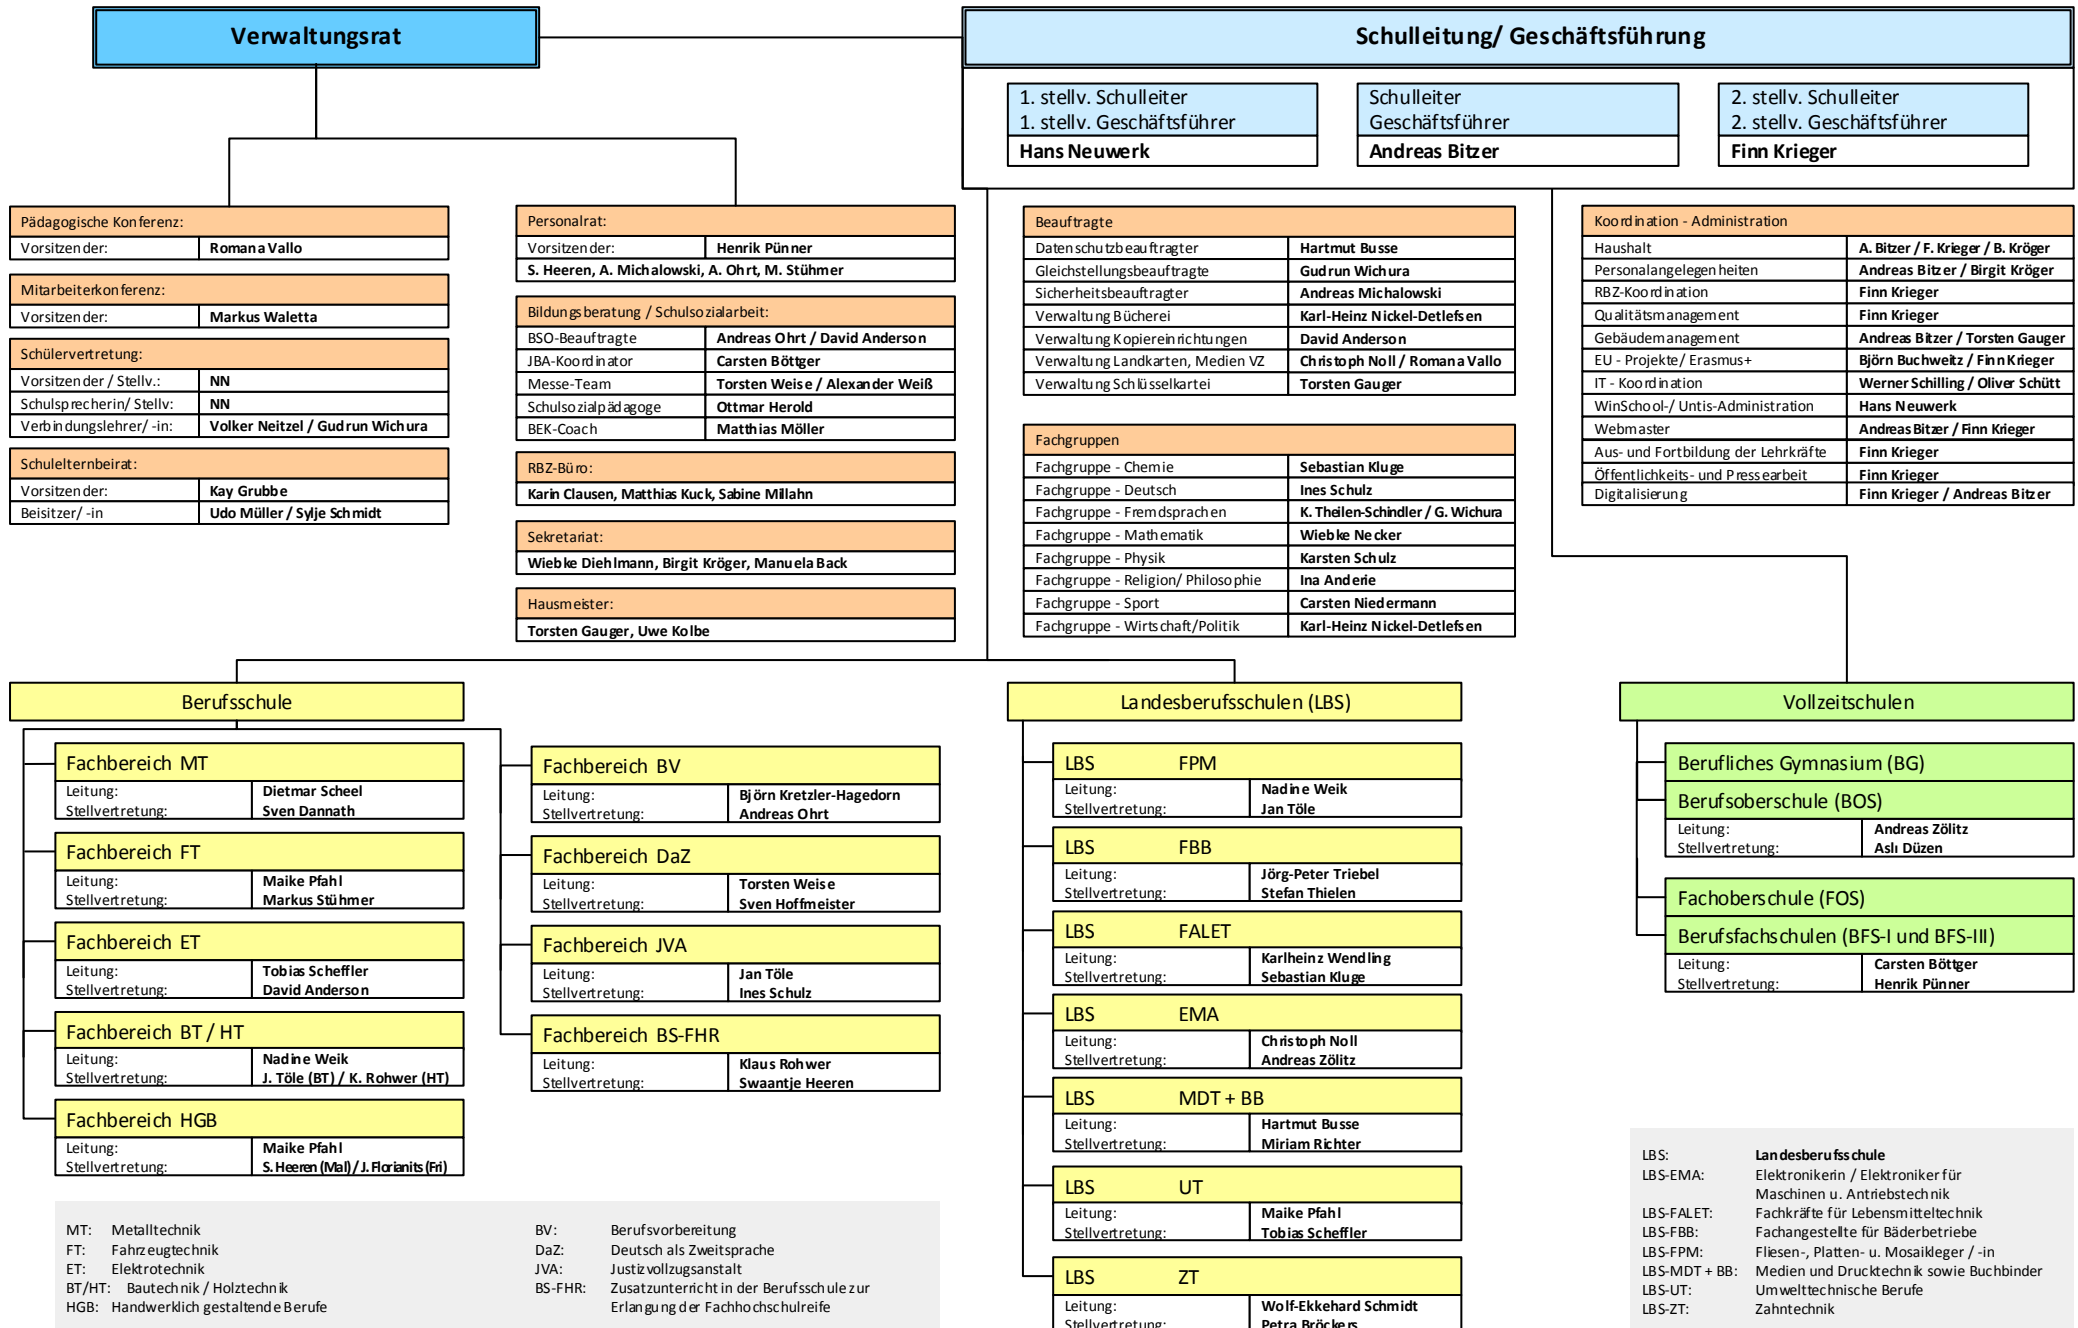 Verwaltungsrat
Schulleitung/ Geschäftsführung
1. stellv. Schulleiter
1. stellv. Geschäftsführer
Hans Neuwerk
Schulleiter
Geschäftsführer
Andreas Bitzer
2. stellv. Schulleiter
2. stellv. Geschäftsführer
Finn Krieger
Pädagogische Konferenz:
Vorsitzender: Romana Vallo
Mitarbeiterkonferenz:
Vorsitzender: Markus Waletta
Schülervertretung:
Vorsitzender / Stellv.: NN
Schulsprecherin/ Stellv: NN
Verbindungslehrer/ -in: Volker Neitzel / Gudrun Wichura
Schulelternbeirat:
Vorsitzender: Kay Grubbe
Beisitzer/ -in Udo Müller / Sylje Schmidt
Personalrat:
Vorsitzender: Henrik Pünner
S. Heeren, A. Michalowski, A. Ohrt, M. Stühmer
Bildungsberatung / Schulsozialarbeit:
BSO-Beauftragte Andreas Ohrt / David Anderson
JBA-Koordinator Carsten Böttger
Messe-Team Torsten Weise / Alexander Weiß
Schulsozialpädagoge Ottmar Herold
BEK-Coach Matthias Möller
RBZ-Büro:
Karin Clausen, Matthias Kuck, Sabine Millahn
Sekretariat:
Wiebke Diehlmann, Birgit Kröger, Manuela Back
Hausmeister:
Torsten Gauger, Uwe Kolbe
Beauftragte
Datenschutzbeauftragter Hartmut Busse
Gleichstellungsbeauftragte Gudrun Wichura
Sicherheitsbeauftragter Andreas Michalowski
Verwaltung Bücherei Karl-Heinz Nickel-Detlefsen
Verwaltung Kopiereinrichtungen David Anderson
Verwaltung Landkarten, Medien VZ Christoph Noll / Romana Vallo
Verwaltung Schlüsselkartei Torsten Gauger
Fachgruppen
Fachgruppe - Chemie Sebastian Kluge
Fachgruppe - Deutsch Ines Schulz
Fachgruppe - Fremdsprachen K. Theilen-Schindler / G. Wichura
Fachgruppe - Mathematik Wiebke Necker
Fachgruppe - Physik Karsten Schulz
Fachgruppe - Religion/ Philosophie Ina Anderie
Fachgruppe - Sport Carsten Niedermann
Fachgruppe - Wirtschaft/Politik Karl-Heinz Nickel-Detlefsen
Koordination - Administration
Haushalt A. Bitzer / F. Krieger / B. Kröger
Personalangelegenheiten Andreas Bitzer / Birgit Kröger
RBZ-Koordination Finn Krieger
Qualitätsmanagement Finn Krieger
Gebäudemanagement Andreas Bitzer / Torsten Gauger
EU - Projekte/ Erasmus+ Björn Buchweitz / Finn Krieger
IT - Koordination Werner Schilling / Oliver Schütt
WinSchool-/ Untis-Administration Hans Neuwerk
Webmaster Andreas Bitzer / Finn Krieger
Aus- und Fortbildung der Lehrkräfte Finn Krieger
Öffentlichkeits- und Pressearbeit Finn Krieger
Digitalisierung Finn Krieger / Andreas Bitzer
Berufsschule
Fachbereich MT
Leitung: Dietmar Scheel
Stellvertretung: Sven Dannath
Fachbereich FT
Leitung: Maike Pfahl
Stellvertretung: Markus Stühmer
Fachbereich ET
Leitung: Tobias Scheffler
Stellvertretung: David Anderson
Fachbereich BT / HT
Leitung: Nadine Weik
Stellvertretung: J. Töle (BT) / K. Rohwer (HT)
Fachbereich HGB
Leitung: Maike Pfahl
Stellvertretung: S. Heeren (Mal) / J. Florianits (Fri)
Fachbereich BV
Leitung: Björn Kretzler-Hagedorn
Stellvertretung: Andreas Ohrt
Fachbereich DaZ
Leitung: Torsten Weise
Stellvertretung: Sven Hoffmeister
Fachbereich JVA
Leitung: Jan Töle
Stellvertretung: Ines Schulz
Fachbereich BS-FHR
Leitung: Klaus Rohwer
Stellvertretung: Swaantje Heeren
Landesberufsschulen (LBS)
LBS FPM
Leitung: Nadine Weik
Stellvertretung: Jan Töle
LBS FBB
Leitung: Jörg-Peter Triebel
Stellvertretung: Stefan Thielen
LBS FALET
Leitung: Karlheinz Wendling
Stellvertretung: Sebastian Kluge
LBS EMA
Leitung: Christoph Noll
Stellvertretung: Andreas Zölitz
LBS MDT + BB
Leitung: Hartmut Busse
Stellvertretung: Miriam Richter
LBS UT
Leitung: Maike Pfahl
Stellvertretung: Tobias Scheffler
LBS ZT
Leitung: Wolf-Ekkehard Schmidt
Stellvertretung: Petra Bröckers
Vollzeitschulen
Berufliches Gymnasium (BG)
Berufsoberschule (BOS)
Leitung: Andreas Zölitz
Stellvertretung: Aslı Düzen
Fachoberschule (FOS)
Berufsfachschulen (BFS-I und BFS-III)
Leitung: Carsten Böttger
Stellvertretung: Henrik Pünner
MT: Metalltechnik
FT: Fahrzeugtechnik
ET: Elektrotechnik
BT/HT: Bautechnik / Holztechnik
HGB: Handwerklich gestaltende Berufe
BV: Berufsvorbereitung
DaZ: Deutsch als Zweitsprache
JVA: Justizvollzugsanstalt
BS-FHR: Zusatzunterricht in der Berufsschule zur
Erlangung der Fachhochschulreife
LBS: Landesberufsschule
LBS-EMA: Elektronikerin / Elektroniker für
Maschinen u. Antriebstechnik
LBS-FALET: Fachkräfte für Lebensmitteltechnik
LBS-FBB: Fachangestellte für Bäderbetriebe
LBS-FPM: Fliesen-, Platten- u. Mosaikleger / -in
LBS-MDT + BB: Medien und Drucktechnik sowie Buchbinder
LBS-UT: Umwelttechnische Berufe
LBS-ZT: Zahntechnik